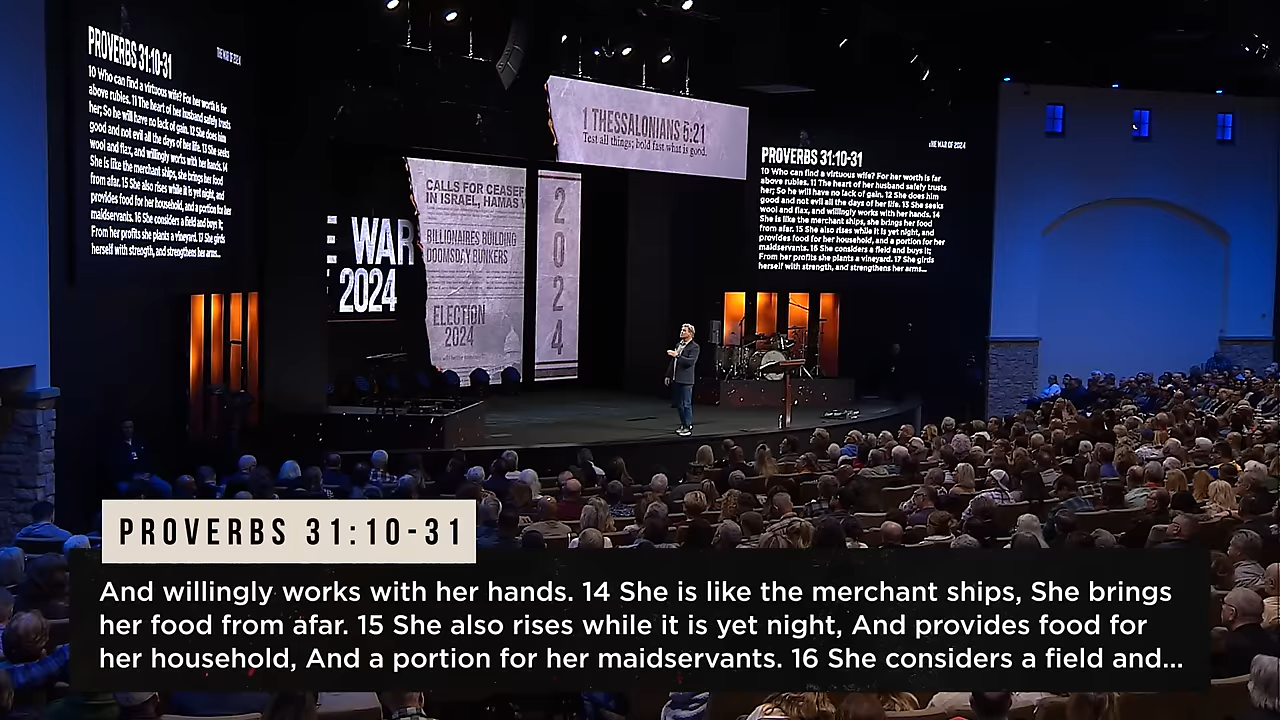 PROVERBS 31:10-31
THE WAR OF 2024
10 Who can find a virtuous wife? For her worth is far
above rubies. 11 The heart of her husband safely trusts
her; So he will have no lack of gain. 12 She does him
good and not evil all the days of her life. 13 She seeks
wool and flax, and willingly works with her hands. 14
She is like the merchant ships, she brings her food
from afar. 15 She also rises while it is yet night, and
provides food for her household, and a portion for her
maidservants. 16 She considers a field and buys it;
From her profits she plants a vineyard. 17 She girds
herself with strength, and strengthens her arms...
E WAR
2024
CALLS FOR CEASEF
IN ISRAEL, HAMAS W
BILLIONAIRES BUILDING
DOOMSDAY BUNKERS
ELECTION
2024
2
0
2
4
1 THESSALONIANS 5:21
Test all things; hold fast what is good.
PROVERBS 31:10-31
THE WAR OF 2024
10 Who can find a virtuous wife? For her worth is far
above rubies. 11 The heart of her husband safely trusts
her; So he will have no lack of gain. 12 She does him
good and not evil all the days of her life. 13 She seeks
wool and flax, and willingly works with her hands. 14
She is like the merchant ships, she brings her food
from afar. 15 She also rises while it is yet night, and
provides food for her household, and a portion for her
maidservants. 16 She considers a field and buys it;
From her profits she plants a vineyard. 17 She girds
herself with strength, and strengthens her arms...
PROVERBS 31:10-31
And willingly works with her hands. 14 She is like the merchant ships, She brings
her food from afar. 15 She also rises while it is yet night, And provides food for
her household, And a portion for her maidservants. 16 She considers a field and...